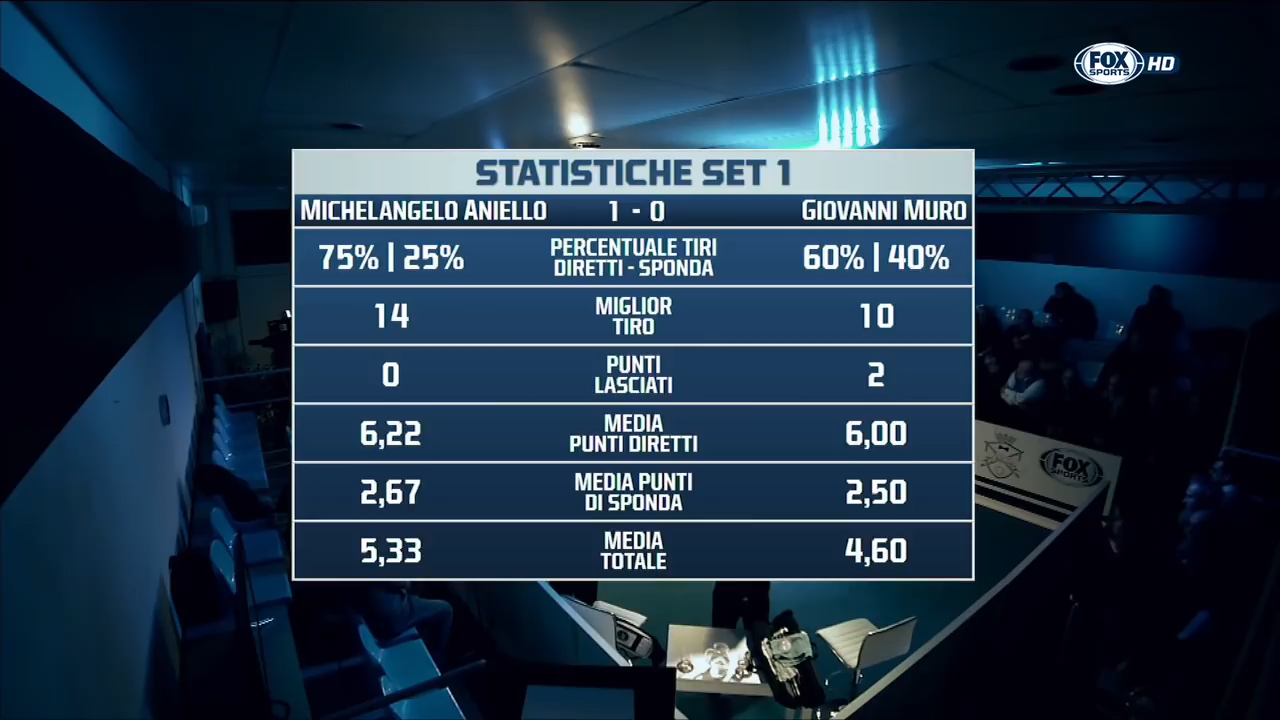 FOX
SPORTS HD
STATISTICHE SET 1
MICHELANGELO ANIELLO 1 - 0 GIOVANNI MURO
75% | 25% PERCENTUALE TIRI DIRETTI - SPONDA 60% | 40%
14 MIGLIOR TIRO 10
0 PUNTI LASCIATI 2
6,22 MEDIA PUNTI DIRETTI 6,00
2,67 MEDIA PUNTI DI SPONDA 2,50
5,33 MEDIA TOTALE 4,60
FOX
SPORTS